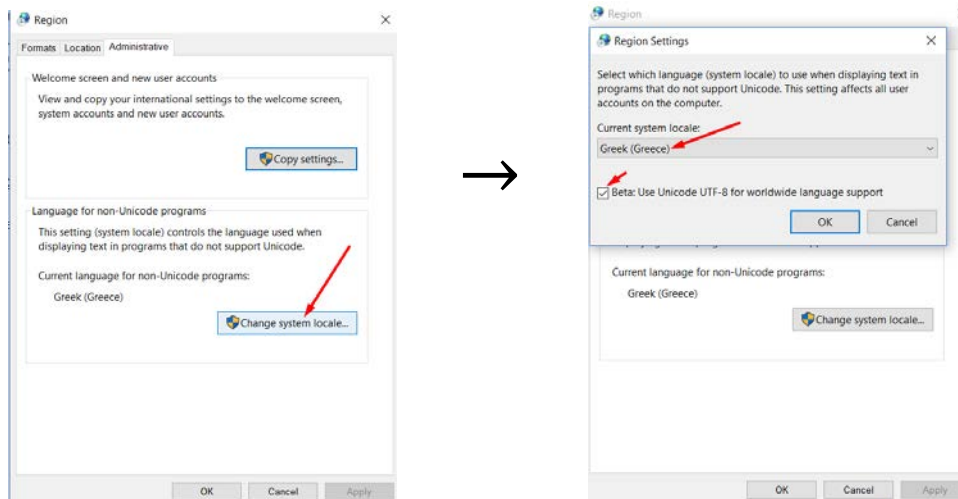 Region
Formats Location Administrative
Welcome screen and new user accounts
View and copy your international settings to the welcome screen,
system accounts and new user accounts.
Copy settings...
Language for non-Unicode programs
This setting (system locale) controls the language used when
displaying text in programs that do not support Unicode.
Current language for non-Unicode programs:
Greek (Greece)
Change system locale...
OK Cancel Apply
Region
Region Settings
Select which language (system locale) to use when displaying text in
programs that do not support Unicode. This setting affects all user
accounts on the computer.
Current system locale:
Greek (Greece)
Beta: Use Unicode UTF-8 for worldwide language support
OK Cancel
Current language for non-Unicode programs:
Greek (Greece)
Change system locale...
OK Cancel Apply